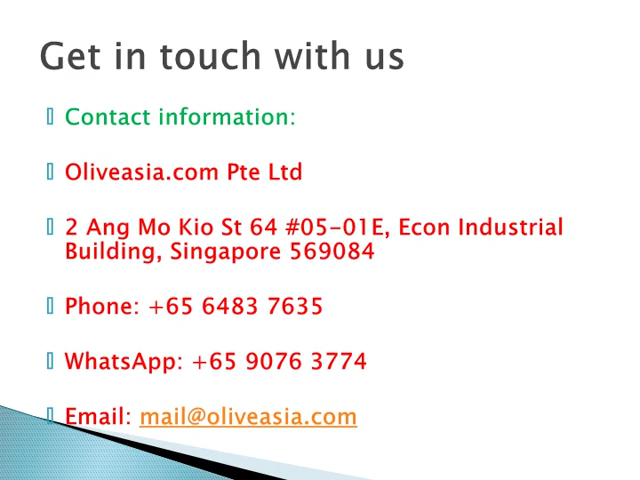 Get in touch with us
Contact information:
Oliveasia.com Pte Ltd
2 Ang Mo Kio St 64 #05-01E, Econ Industrial
Building, Singapore 569084
Phone: +65 6483 7635
WhatsApp: +65 9076 3774
Email: mail@oliveasia.com